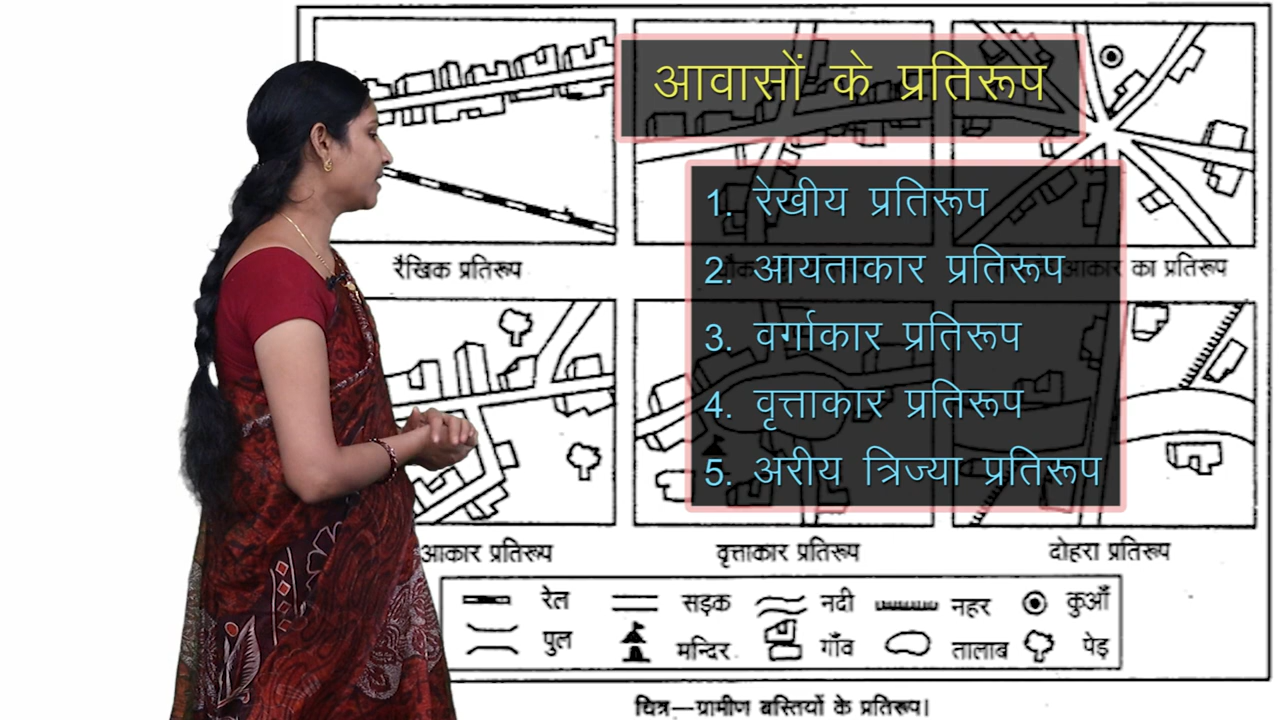 आवासों के प्रतिरूप
1. रेखीय प्रतिरूप
2. आयताकार प्रतिरूप
3. वर्गाकार प्रतिरूप
4. वृत्ताकार प्रतिरूप
5. अरीय त्रिज्या प्रतिरूप
रैखिक प्रतिरूप
आकार का प्रतिरूप
आकार प्रतिरूप
वृत्ताकार प्रतिरूप
दोहरा प्रतिरूप
रेल सड़क नदी नहर कुआँ
पुल मन्दिर गाँव तालाब पेड़
चित्र—ग्रामीण बस्तियों के प्रतिरूप।